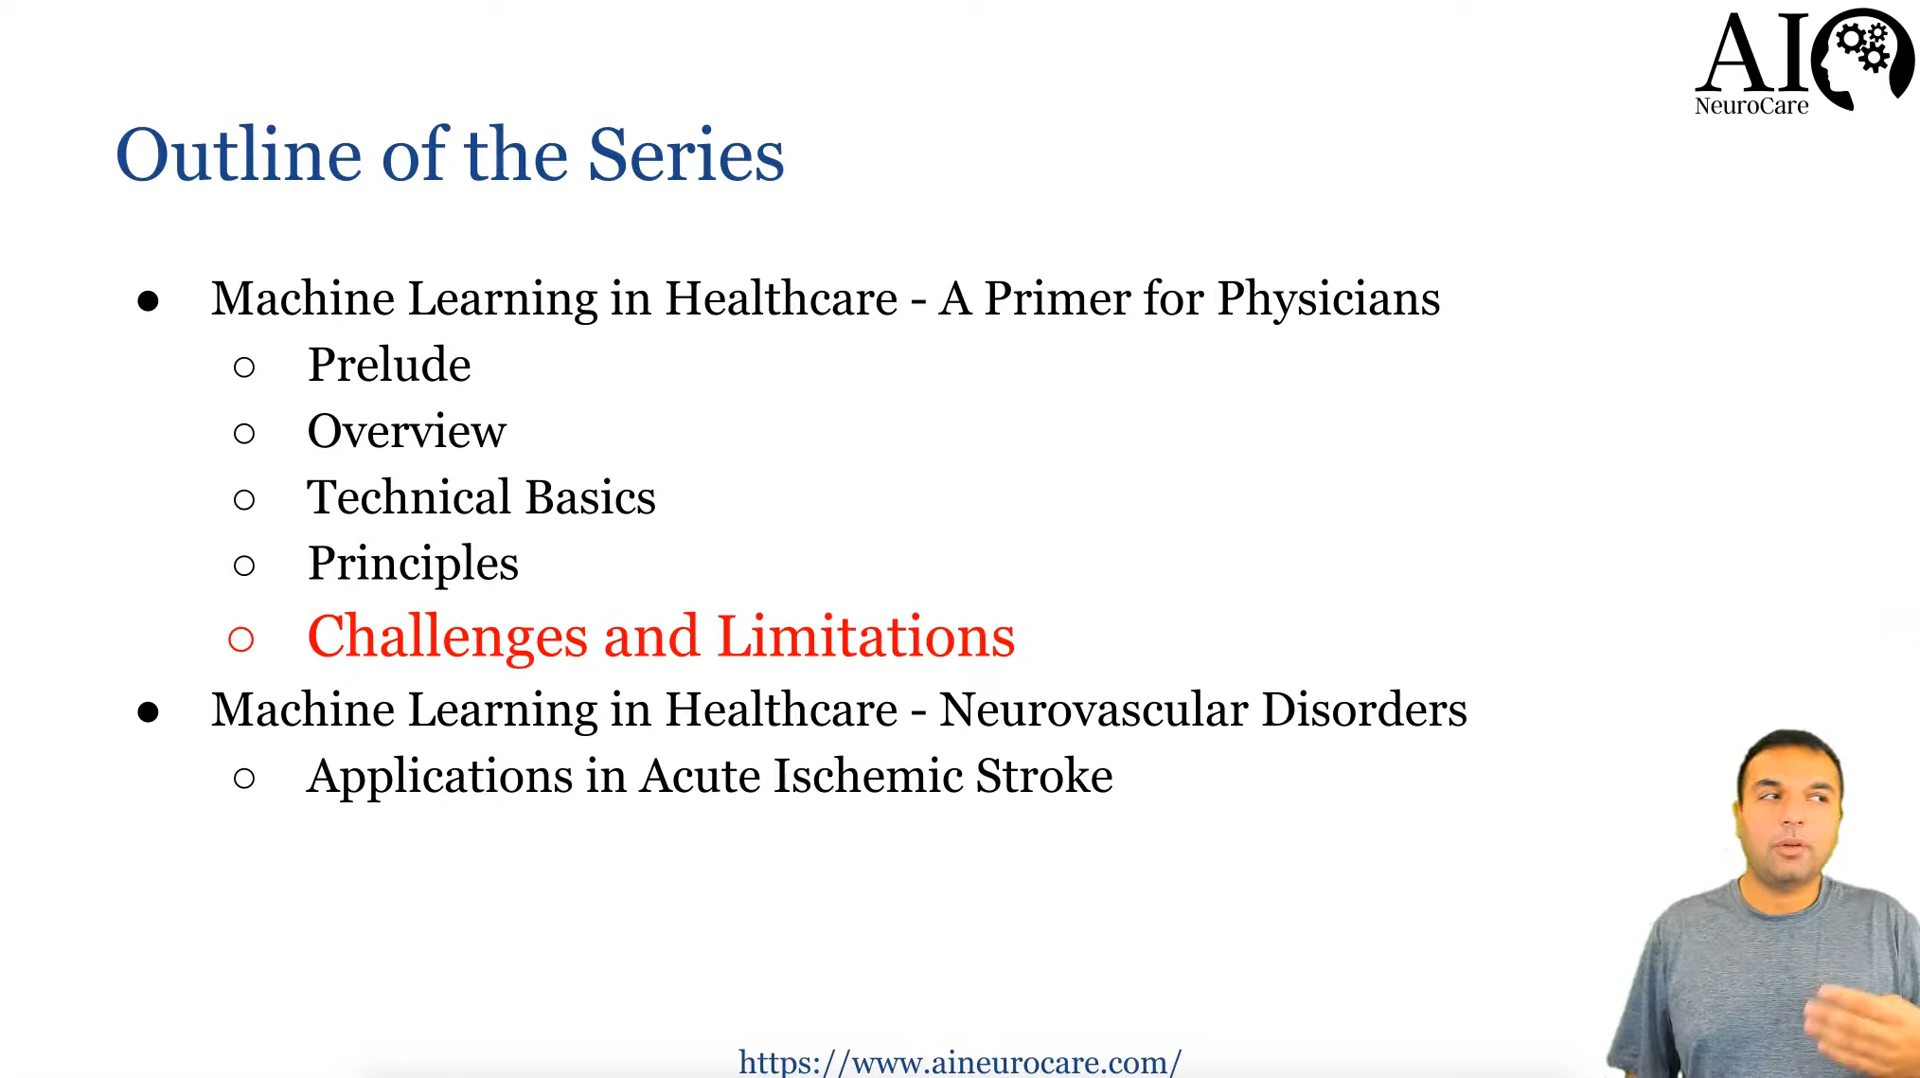 AI
NeuroCare
Outline of the Series
● Machine Learning in Healthcare - A Primer for Physicians
○ Prelude
○ Overview
○ Technical Basics
○ Principles
○ Challenges and Limitations
● Machine Learning in Healthcare - Neurovascular Disorders
○ Applications in Acute Ischemic Stroke
https://www.aineurocare.com/